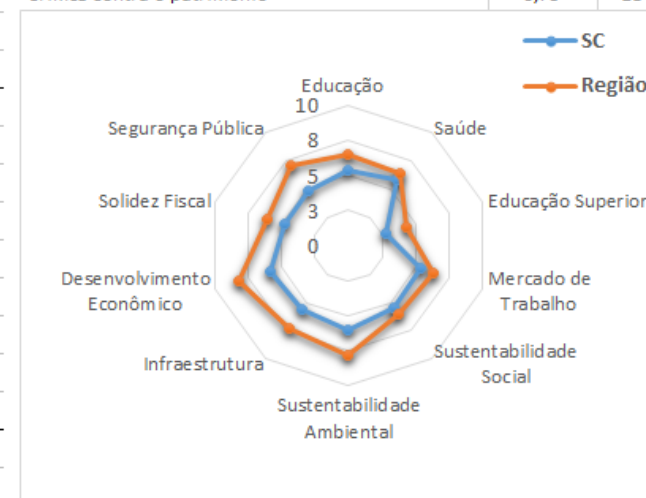 SC
Região
Educação
10
Segurança Pública
Saúde
8
5
Solidez Fiscal
Educação Superior
3
0
Desenvolvimento
Econômico
Mercado de
Trabalho
Infraestrutura
Sustentabilidade
Social
Sustentabilidade
Ambiental